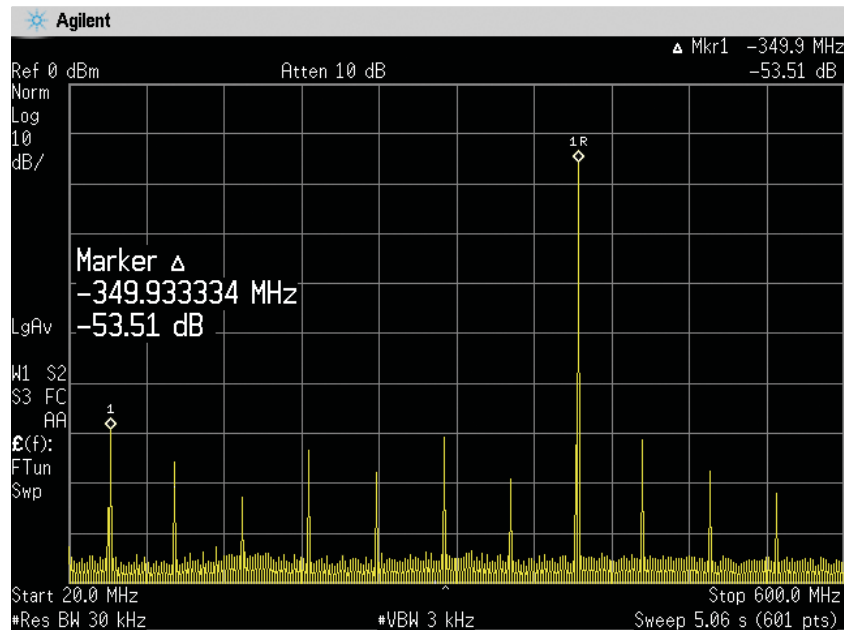 Agilent
Δ Mkr1 -349.9 MHz
Ref 0 dBm Atten 10 dB -53.51 dB
Norm
Log
10
dB/
1R
Marker Δ
-349.933334 MHz
-53.51 dB
LgAv
W1 S2
S3 FC
AA
1
£(f):
FTun
Swp
Start 20.0 MHz Stop 600.0 MHz
#Res BW 30 kHz #VBW 3 kHz Sweep 5.06 s (601 pts)